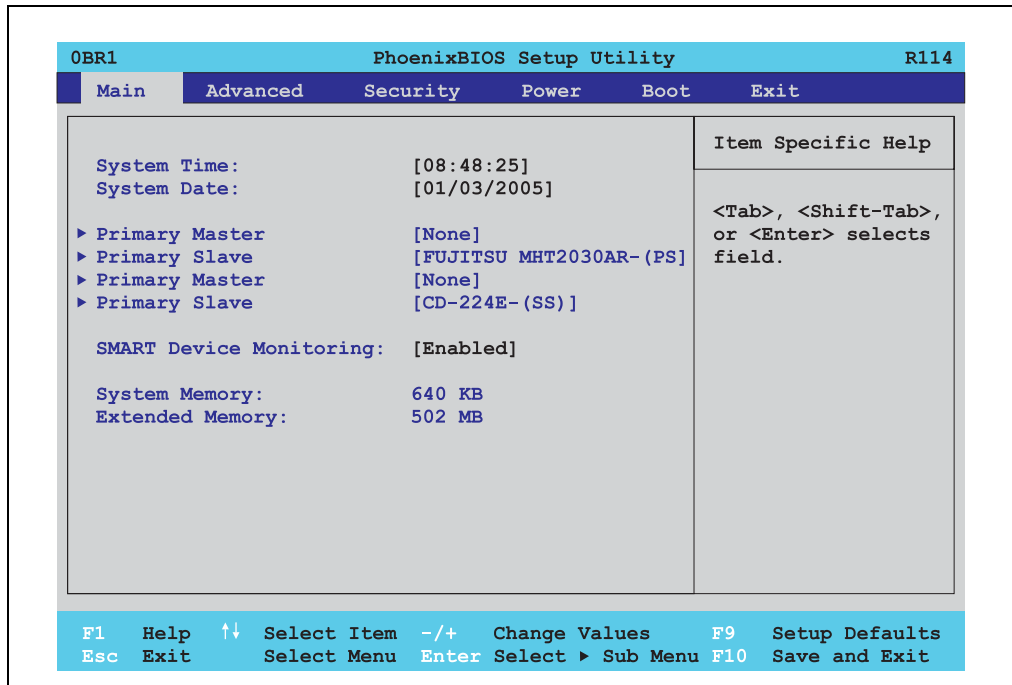 0BR1 PhoenixBIOS Setup Utility R114
Main Advanced Security Power Boot Exit
Item Specific Help
System Time: [08:48:25]
System Date: [01/03/2005]
<Tab>, <Shift-Tab>,
or <Enter> selects
field.
▶ Primary Master [None]
▶ Primary Slave [FUJITSU MHT2030AR-(PS]
▶ Primary Master [None]
▶ Primary Slave [CD-224E-(SS)]
SMART Device Monitoring: [Enabled]
System Memory: 640 KB
Extended Memory: 502 MB
F1 Help ↑↓ Select Item -/+ Change Values F9 Setup Defaults
Esc Exit Select Menu Enter Select ▶ Sub Menu F10 Save and Exit